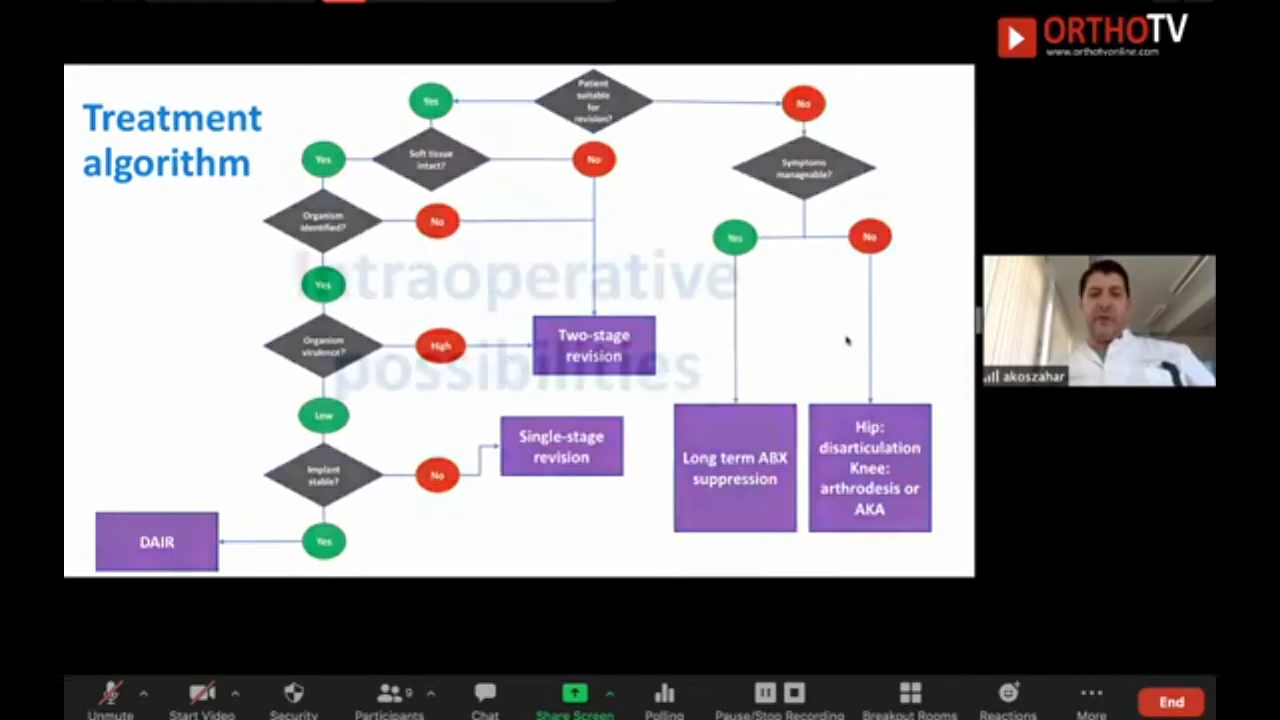 ORTHOTV
www.orthotvonline.com
Treatment
algorithm
Patient
suitable
for
revision?
Yes
No
Soft tissue
intact?
Yes
No
Symptoms
manageable?
Organism
identified?
No
Yes
No
Intraoperative
possibilities
Yes
Organism
virulence?
High
Two-stage
revision
Low
Implant
stable?
No
Single-stage
revision
Long term ABX
suppression
Hip:
disarticulation
Knee:
arthrodesis or
AKA
Yes
DAIR
akoszahar
9
Unmute
Start Video
Security
Participants
Chat
Share Screen
Polling
Pause/Stop Recording
Breakout Rooms
Reactions
More
End